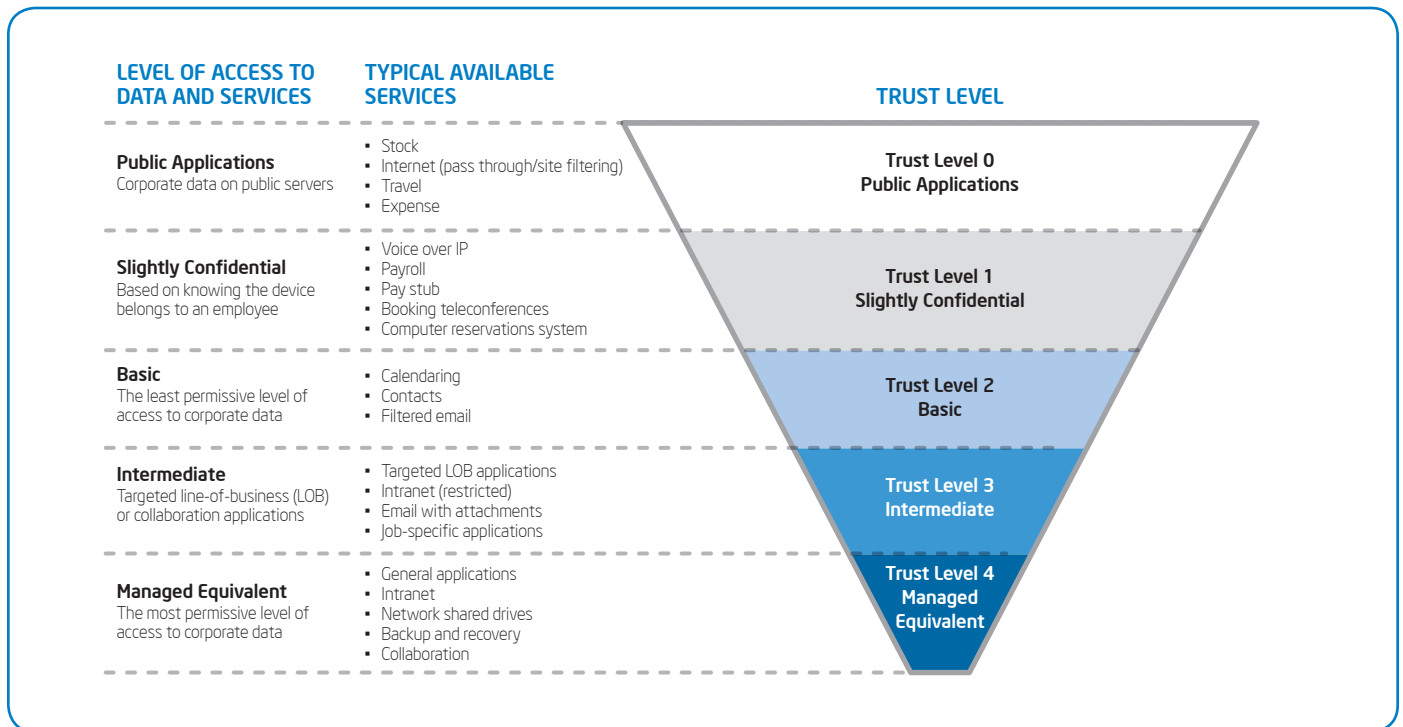 LEVEL OF ACCESS TO
DATA AND SERVICES
TYPICAL AVAILABLE
SERVICES
TRUST LEVEL
Public Applications
Corporate data on public servers
▪ Stock
▪ Internet (pass through/site filtering)
▪ Travel
▪ Expense
Trust Level 0
Public Applications
Slightly Confidential
Based on knowing the device
belongs to an employee
▪ Voice over IP
▪ Payroll
▪ Pay stub
▪ Booking teleconferences
▪ Computer reservations system
Trust Level 1
Slightly Confidential
Basic
The least permissive level of
access to corporate data
▪ Calendaring
▪ Contacts
▪ Filtered email
Trust Level 2
Basic
Intermediate
Targeted line-of-business (LOB)
or collaboration applications
▪ Targeted LOB applications
▪ Intranet (restricted)
▪ Email with attachments
▪ Job-specific applications
Trust Level 3
Intermediate
Managed Equivalent
The most permissive level of
access to corporate data
▪ General applications
▪ Intranet
▪ Network shared drives
▪ Backup and recovery
▪ Collaboration
Trust Level 4
Managed
Equivalent